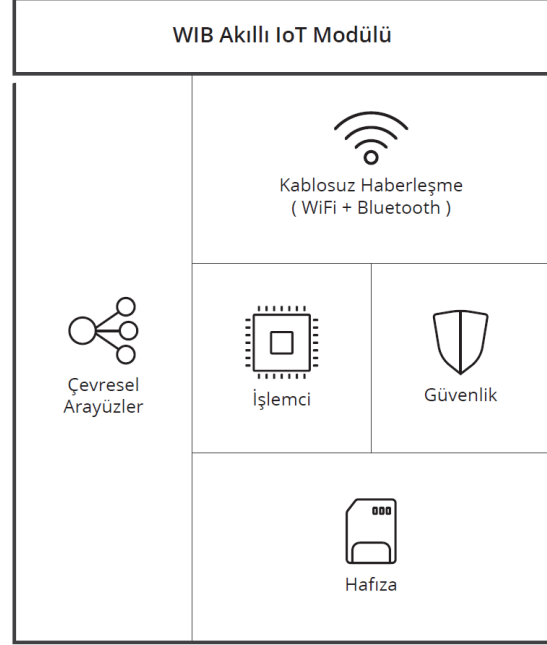 WIB Akıllı IoT Modülü
Kablosuz Haberleşme
( WiFi + Bluetooth )
Çevresel
Arayüzler
İşlemci
Güvenlik
Hafıza